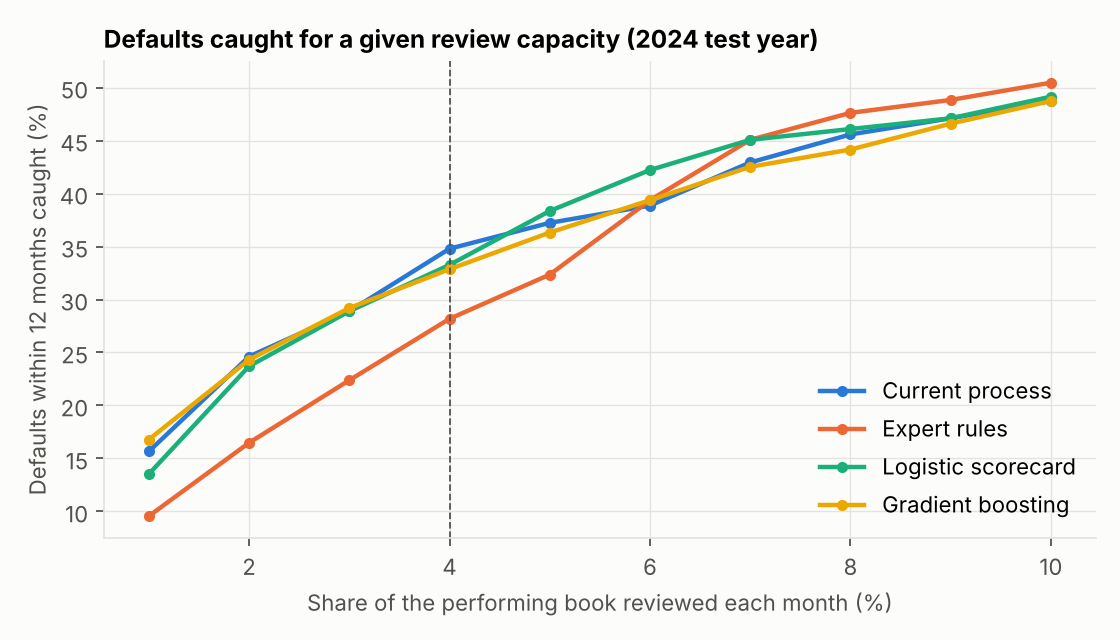 Defaults caught for a given review capacity (2024 test year)
Defaults within 12 months caught (%)
50
45
40
35
30
25
20
15
10
Current process
Expert rules
Logistic scorecard
Gradient boosting
2 4 6 8 10
Share of the performing book reviewed each month (%)